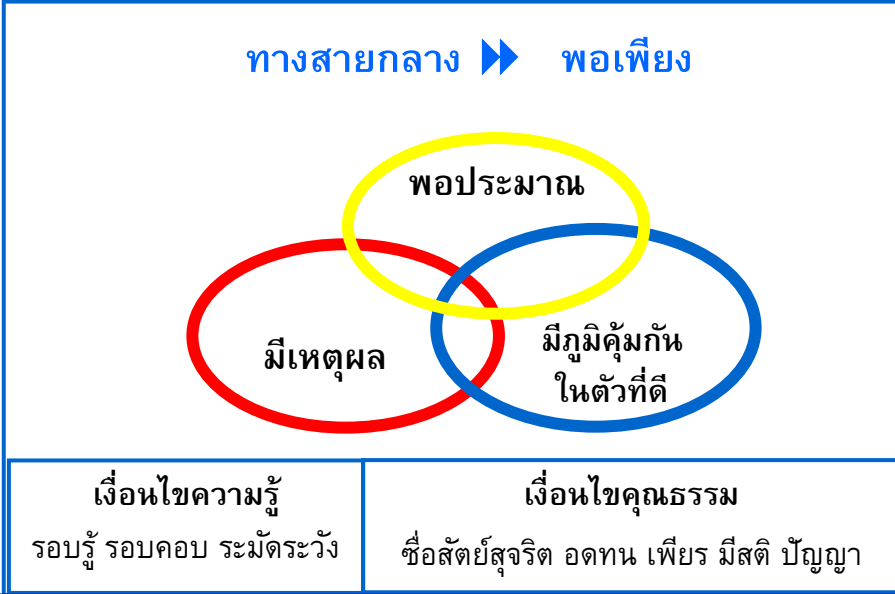 ทางสายกลาง พอเพียง
พอประมาณ
มีเหตุผล
มีภูมิคุ้มกัน
ในตัวที่ดี
เงื่อนไขความรู้
รอบรู้ รอบคอบ ระมัดระวัง
เงื่อนไขคุณธรรม
ซื่อสัตย์สุจริต อดทน เพียร มีสติ ปัญญา